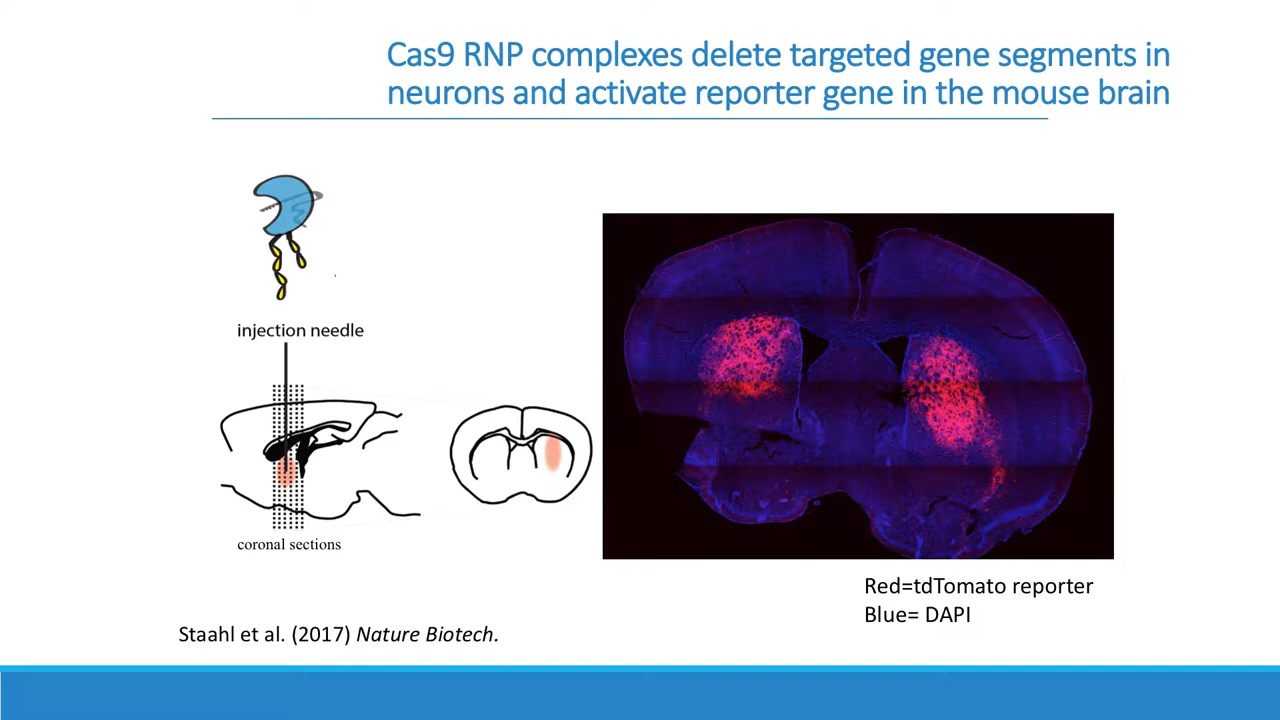 Cas9 RNP complexes delete targeted gene segments in
neurons and activate reporter gene in the mouse brain
injection needle
coronal sections
Red=tdTomato reporter
Blue= DAPI
Staahl et al. (2017) Nature Biotech.